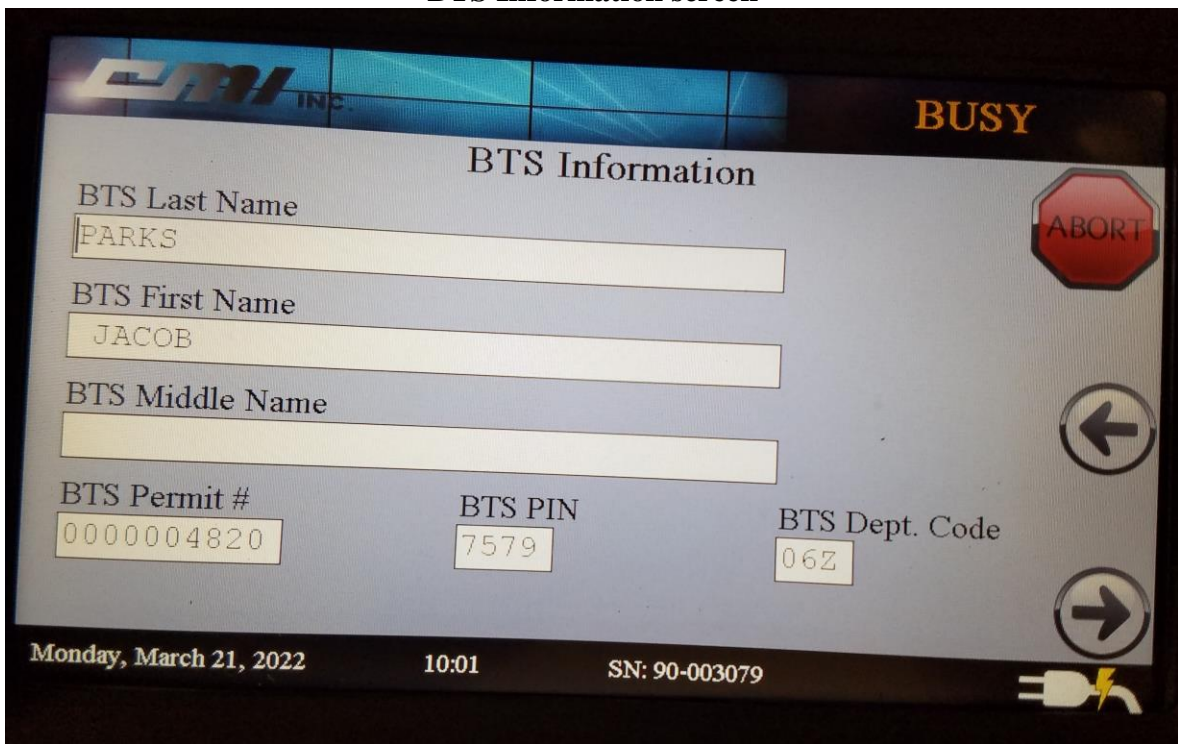 BTS Information screen
CMI INC.
BUSY
BTS Information
ABORT
BTS Last Name
PARKS
BTS First Name
JACOB
BTS Middle Name
BTS Permit # BTS PIN BTS Dept. Code
0000004820 7579 06Z
Monday, March 21, 2022 10:01 SN: 90-003079